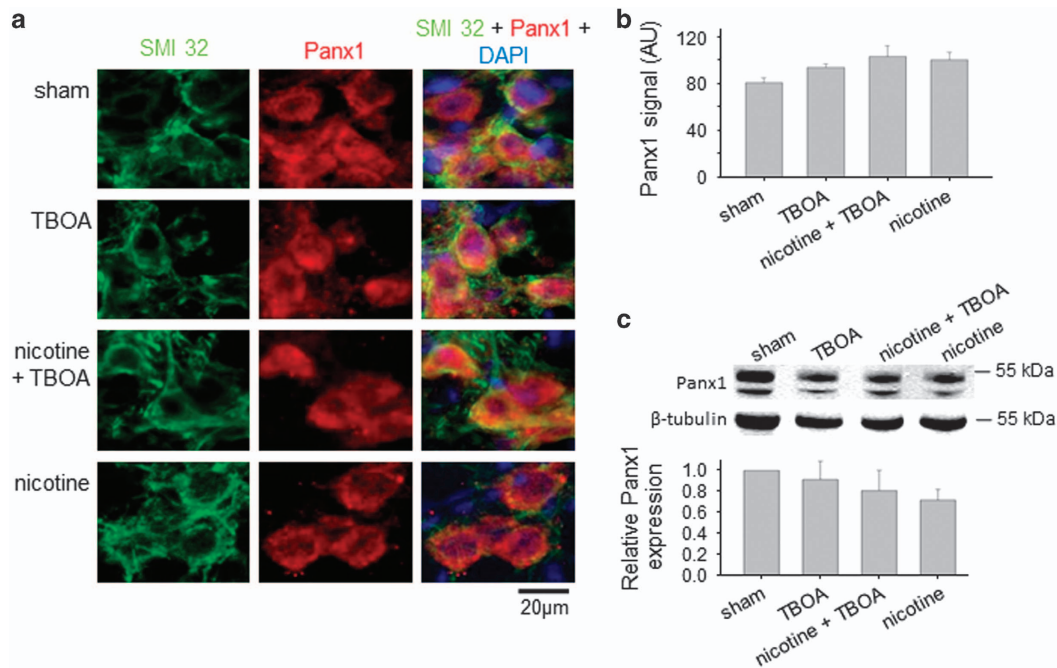 a
SMI 32
Panx1
SMI 32 + Panx1 +
DAPI
sham
TBOA
nicotine
+ TBOA
nicotine
20µm
b
Panx1 signal (AU)
120
80
40
0
sham
TBOA
nicotine + TBOA
nicotine
c
sham
TBOA
nicotine + TBOA
nicotine
Panx1
55 kDa
β-tubulin
55 kDa
Relative Panx1
expression
1.0
0.8
0.6
0.4
0.2
0.0
sham
TBOA
nicotine + TBOA
nicotine